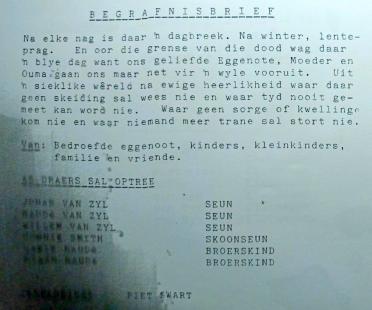 BEGRAFNISBRIEF
Na elke nag is daar 'n dagbreek. Na winter, lente-
prag. En oor die grense van die dood wag daar
'n blye dag want ons geliefde Eggenote, Moeder en
Ouma gaan ons maar net vir 'n wyle vooruit. Uit
'n sieklike wêreld na ewige heerlikheid waar daar
geen skeiding sal wees nie en waar tyd nooit ge-
meet kan word nie. Waar geen sorge of kwellinge
kom nie en waar niemand meer trane sal stort nie.
Van: Bedroefde eggenoot, kinders, kleinkinders,
familie en vriende.
AS DRAERS SAL OPTREE
JOHAN VAN ZYL SEUN
VAN ZYL SEUN
WILLEM VAN ZYL SEUN
SMITH SKOONSEUN
NAUDE BROERSKIND
NAUDE BROERSKIND
PIET SWART